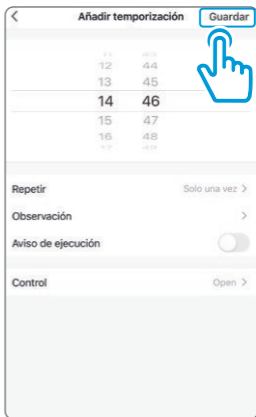 Añadir temporización Guardar
12 44
13 45
14 46
15 47
16 48
Repetir Solo una vez >
Observación >
Aviso de ejecución
Control Open >